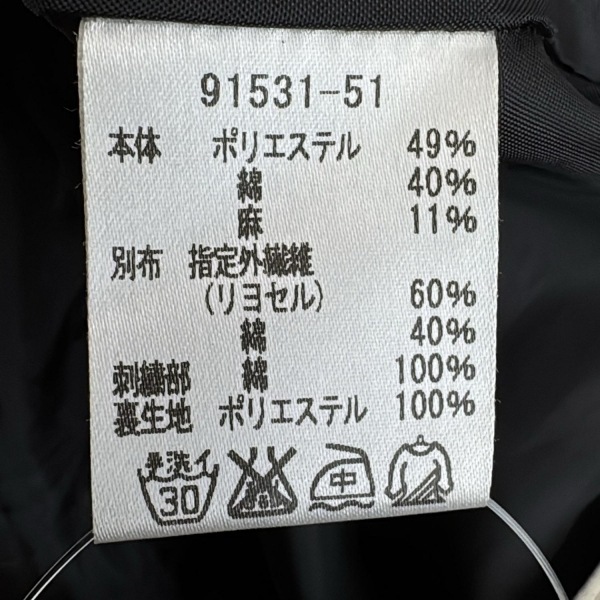 91531-51
本体 ポリエステル 49%
綿 40%
麻 11%
別布 指定外繊維
(リヨセル) 60%
綿 40%
刺繍部 綿 100%
裏生地 ポリエステル 100%
手洗イ
30
中